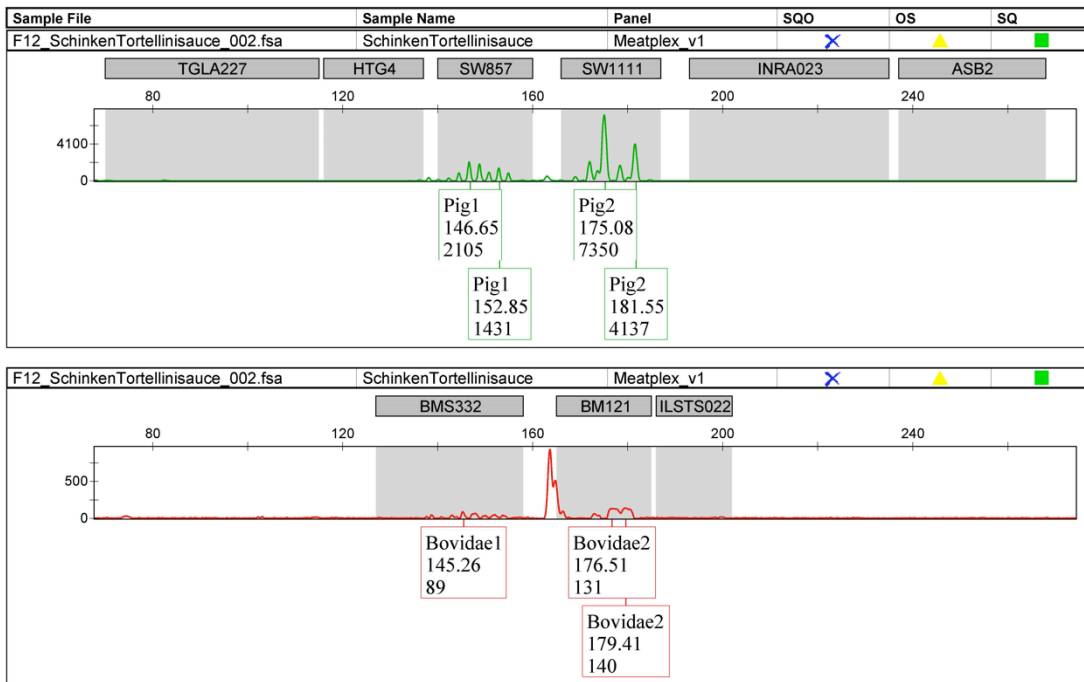 Sample File Sample Name Panel SQO OS SQ
F12_SchinkenTortellinisauce_002.fsa SchinkenTortellinisauce Meatplex_v1
TGLA227 HTG4 SW857 SW1111 INRA023 ASB2
80 120 160 200 240
4100
0
Pig1 Pig2
146.65 175.08
2105 7350
Pig1 Pig2
152.85 181.55
1431 4137
F12_SchinkenTortellinisauce_002.fsa SchinkenTortellinisauce Meatplex_v1
BMS332 BM121 ILSTS022
80 120 160 200 240
500
0
Bovidae1 Bovidae2
145.26 176.51
89 131
Bovidae2
179.41
140